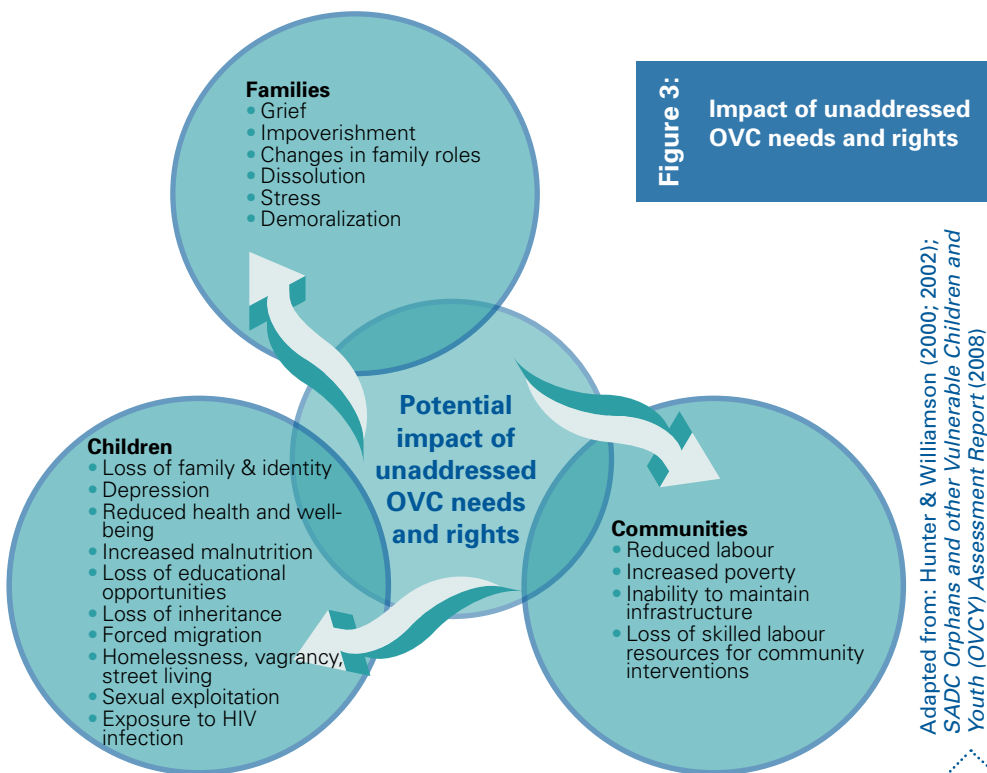 Figure 3:
Impact of unaddressed
OVC needs and rights
Families
• Grief
• Impoverishment
• Changes in family roles
• Dissolution
• Stress
• Demoralization
Potential
impact of
unaddressed
OVC needs
and rights
Children
• Loss of family & identity
• Depression
• Reduced health and well-
being
• Increased malnutrition
• Loss of educational
opportunities
• Loss of inheritance
• Forced migration
• Homelessness, vagrancy,
street living
• Sexual exploitation
• Exposure to HIV
infection
Communities
• Reduced labour
• Increased poverty
• Inability to maintain
infrastructure
• Loss of skilled labour
resources for community
interventions
Adapted from: Hunter & Williamson (2000; 2002);
SADC Orphans and other Vulnerable Children and
Youth (OVCY) Assessment Report (2008)